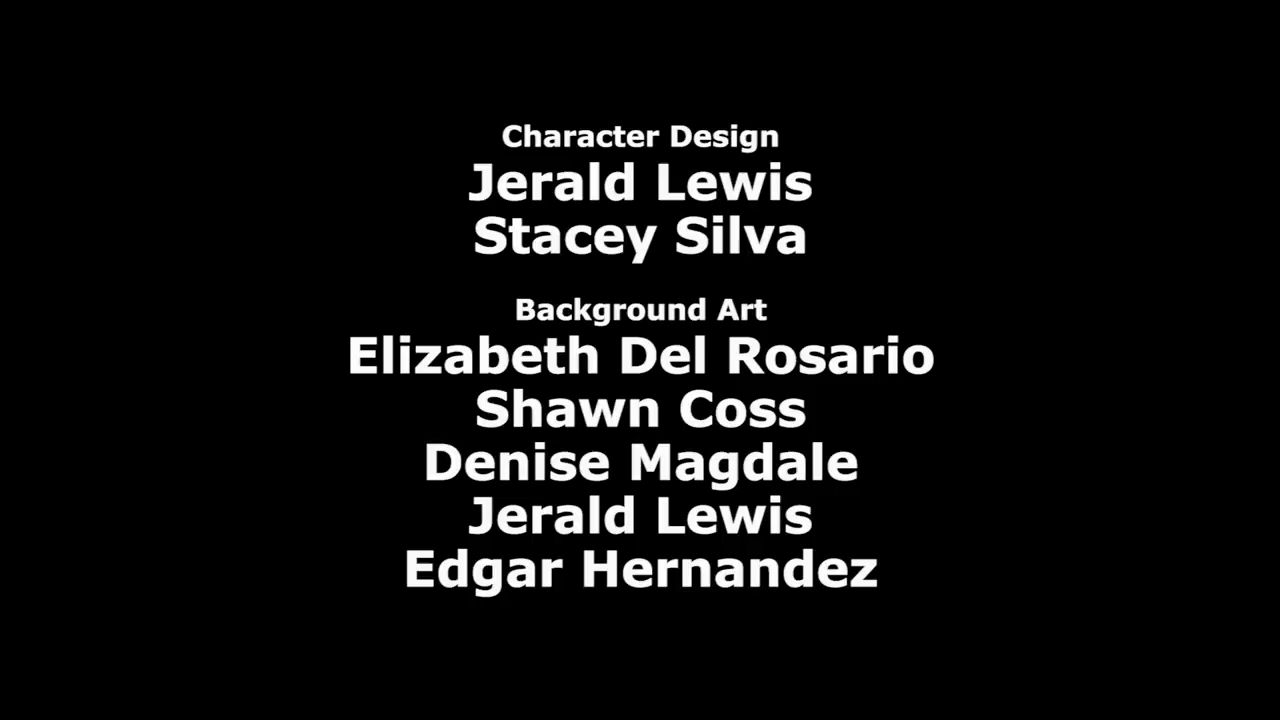 Character Design
Jerald Lewis
Stacey Silva
Background Art
Elizabeth Del Rosario
Shawn Coss
Denise Magdale
Jerald Lewis
Edgar Hernandez